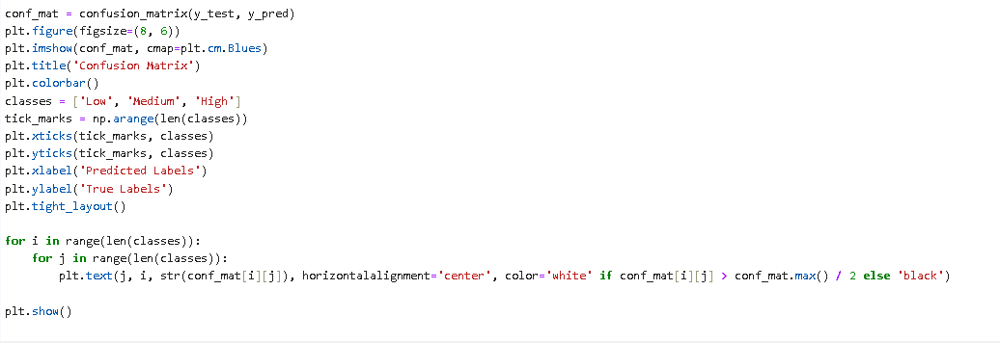 conf_mat = confusion_matrix(y_test, y_pred)
plt.figure(figsize=(8, 6))
plt.imshow(conf_mat, cmap=plt.cm.Blues)
plt.title('Confusion Matrix')
plt.colorbar()
classes = ['Low', 'Medium', 'High']
tick_marks = np.arange(len(classes))
plt.xticks(tick_marks, classes)
plt.yticks(tick_marks, classes)
plt.xlabel('Predicted Labels')
plt.ylabel('True Labels')
plt.tight_layout()

for i in range(len(classes)):
    for j in range(len(classes)):
        plt.text(j, i, str(conf_mat[i][j]), horizontalalignment='center', color='white' if conf_mat[i][j] > conf_mat.max() / 2 else 'black')

plt.show()